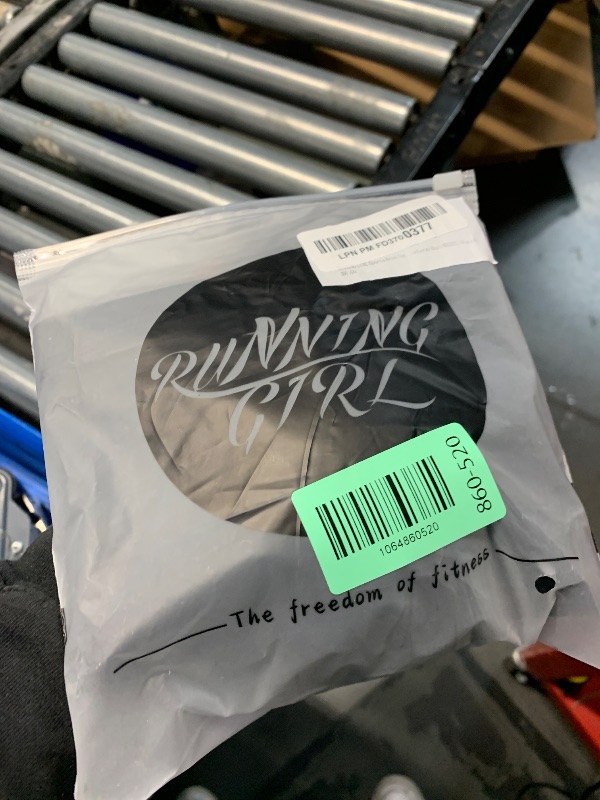 LPN PM FD3760377
RUNNING
GIRL
860-520
1064860520
The freedom of fitness